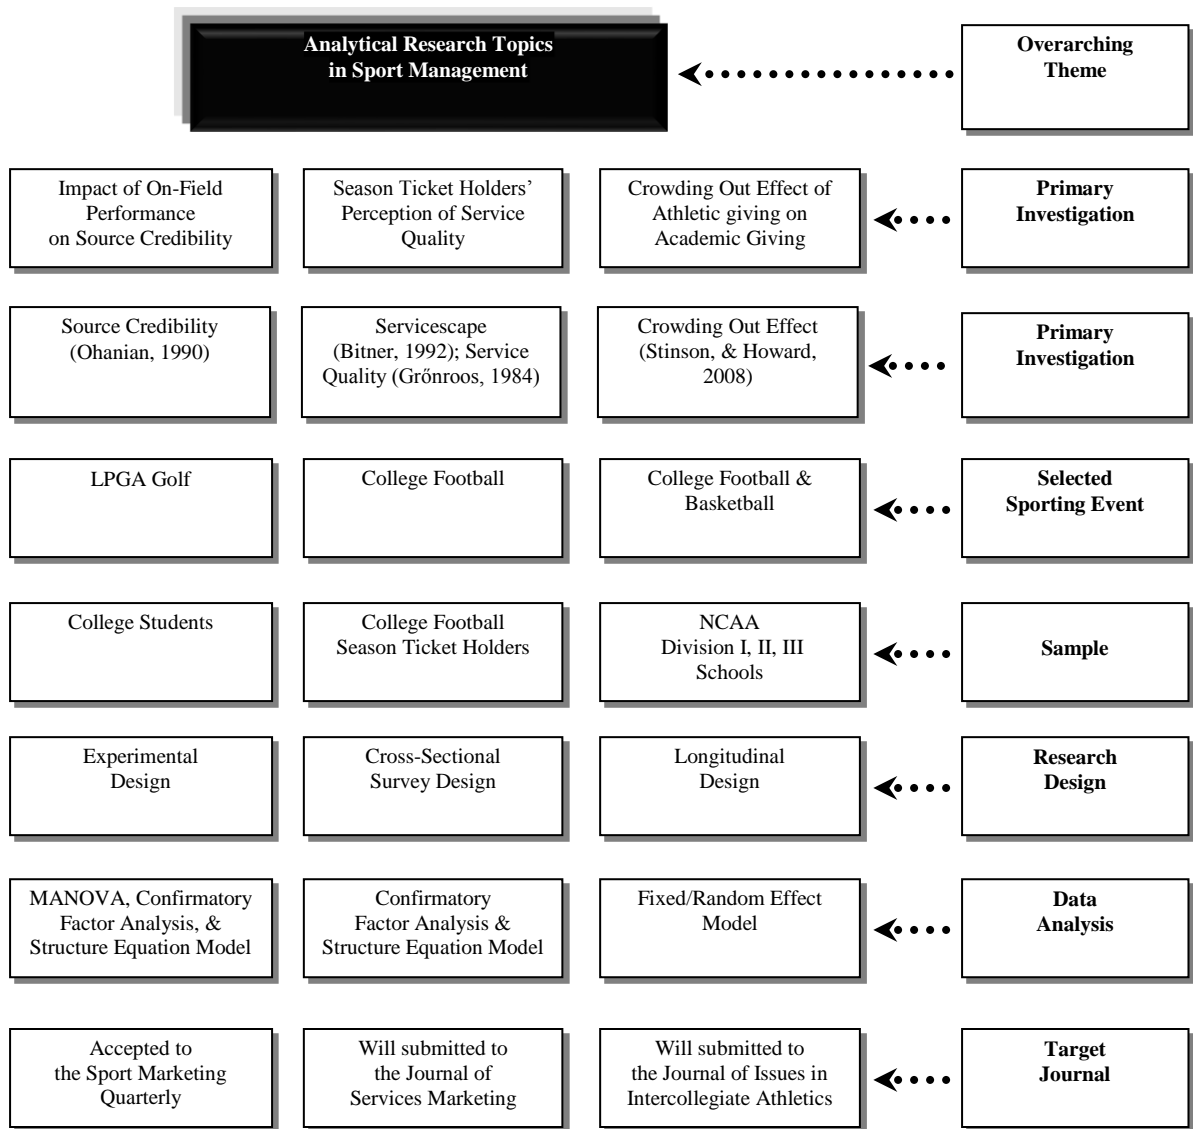 Analytical Research Topics
in Sport Management
Overarching
Theme
Impact of On-Field
Performance
on Source Credibility
Season Ticket Holders’
Perception of Service
Quality
Crowding Out Effect of
Athletic giving on
Academic Giving
Primary
Investigation
Source Credibility
(Ohanian, 1990)
Servicescape
(Bitner, 1992); Service
Quality (Grőnroos, 1984)
Crowding Out Effect
(Stinson, & Howard,
2008)
Primary
Investigation
LPGA Golf
College Football
College Football &
Basketball
Selected
Sporting Event
College Students
College Football
Season Ticket Holders
NCAA
Division I, II, III
Schools
Sample
Experimental
Design
Cross-Sectional
Survey Design
Longitudinal
Design
Research
Design
MANOVA, Confirmatory
Factor Analysis, &
Structure Equation Model
Confirmatory
Factor Analysis &
Structure Equation Model
Fixed/Random Effect
Model
Data
Analysis
Accepted to
the Sport Marketing
Quarterly
Will submitted to
the Journal of
Services Marketing
Will submitted to
the Journal of Issues in
Intercollegiate Athletics
Target
Journal